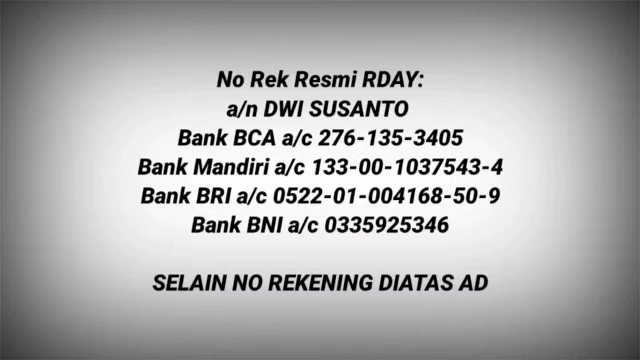 No Rek Resmi RDAY:
a/n DWI SUSANTO
Bank BCA a/c 276-135-3405
Bank Mandiri a/c 133-00-1037543-4
Bank BRI a/c 0522-01-004168-50-9
Bank BNI a/c 0335925346
SELAIN NO REKENING DIATAS AD